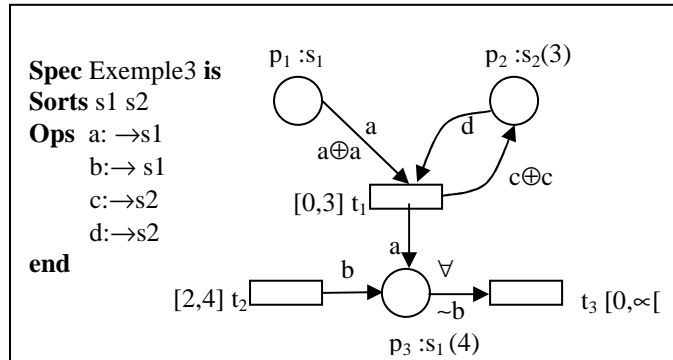 Spec Exemple3 is
Sorts s1 s2
Ops a: →s1
b:→ s1
c:→s2
d:→s2
end
p₁ :s₁
p₂ :s₂(3)
a
a⊕a
d
c⊕c
[0,3] t₁
a
b
∀
~b
[2,4] t₂
t₃ [0,∝[
p₃ :s₁ (4)